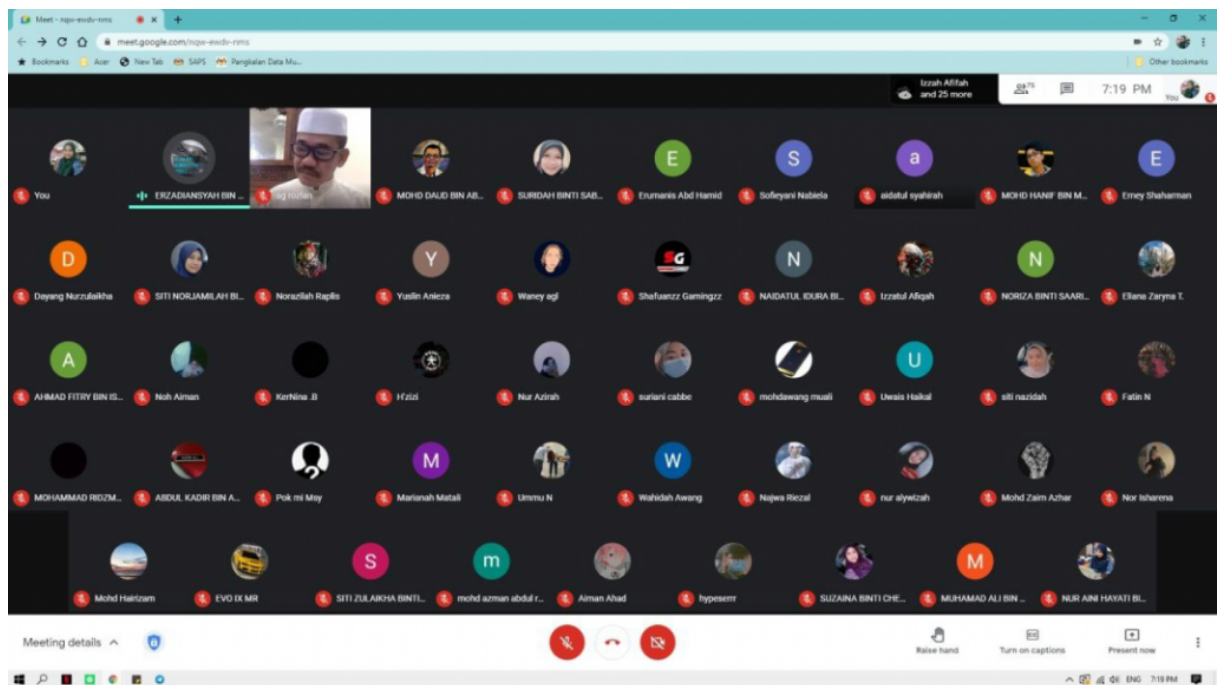 Meet - nqw-ewdv-nms
meet.google.com/nqw-ewdv-nms
Bookmarks Acer New Tab SAPS Pangkalan Data Mu... Other bookmarks
Izzah Afifah
and 25 more
75 7:19 PM You
You ERZADIANSYAH BIN ... ag rozlan MOHD DAUD BIN AB... SURIDAH BINTI SAB... Erumanis Abd Hamid Sofieyani Nabiela aidatul syahirah MOHD HANIF BIN M... Erney Shaharman
E S a E
D Y SG N N
Dayang Nurzulaikha SITI NORJAMILAH BI... Norazilah Raplis Yuslin Anieza Waney agl Shafuanzz Gamingzz NAIDATUL IDURA BI... Izzatul Afiqah NORIZA BINTI SAARI... Eliana Zaryna T.
A U
AHMAD FITRY BIN IS... Noh Aiman KerNina .B H'zizi Nur Azirah suriani cabbe mohdawang muali Uwais Haikal siti nazidah Fatin N
M W
MOHAMMAD RIDZM... ABDUL KADIR BIN A... Pok mi Moy Marianah Matali Ummu N Wahidah Awang Najwa Riezal nur alywizah Mohd Zaim Azhar Nor Isharena
S m M
Mohd Hairizam EVO IX MR SITI ZULAIKHA BINTI... mohd azman abdul r... Aiman Ahad hypeserrr SUZAINA BINTI CHE... MUHAMAD ALI BIN ... NUR AINI HAYATI BI...
Meeting details Raise hand Turn on captions Present now
ENG 7:19 PM